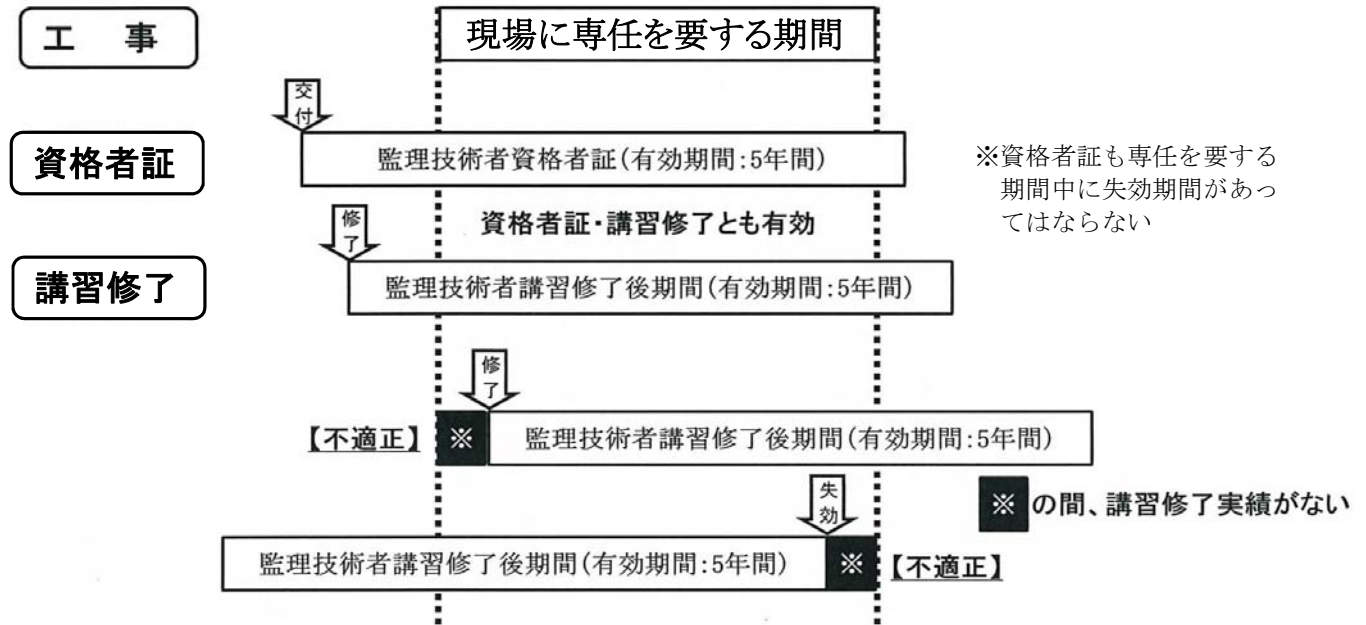 工 事
現場に専任を要する期間
交付
資格者証
監理技術者資格者証(有効期間:5年間)
※資格者証も専任を要する
期間中に失効期間があっ
てはならない
修了
資格者証・講習修了とも有効
講習修了
監理技術者講習修了後期間(有効期間:5年間)
修了
【不適正】
※
監理技術者講習修了後期間(有効期間:5年間)
失効
※の間、講習修了実績がない
監理技術者講習修了後期間(有効期間:5年間)
※
【不適正】